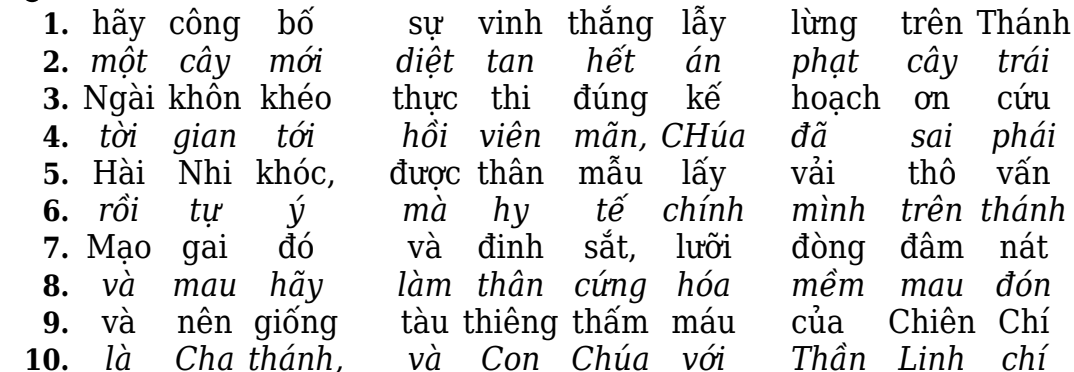 1. hãy công bố sự vinh thắng lẫy lừng trên Thánh
2. một cây mới diệt tan hết án phạt cây trái
3. Ngài khôn khéo thực thi đúng kế hoạch ơn cứu
4. tời gian tới hồi viên mãn, CHúa đã sai phái
5. Hài Nhi khóc, được thân mẫu lấy vải thô vấn
6. rồi tự ý mà hy tế chính mình trên thánh
7. Mạo gai đó và đinh sắt, lưỡi đòng đâm nát
8. và mau hãy làm thân cứng hóa mềm mau đón
9. và nên giống tàu thiêng thấm máu của Chiên Chí
10. là Cha thánh, và Con Chúa với Thần Linh chí